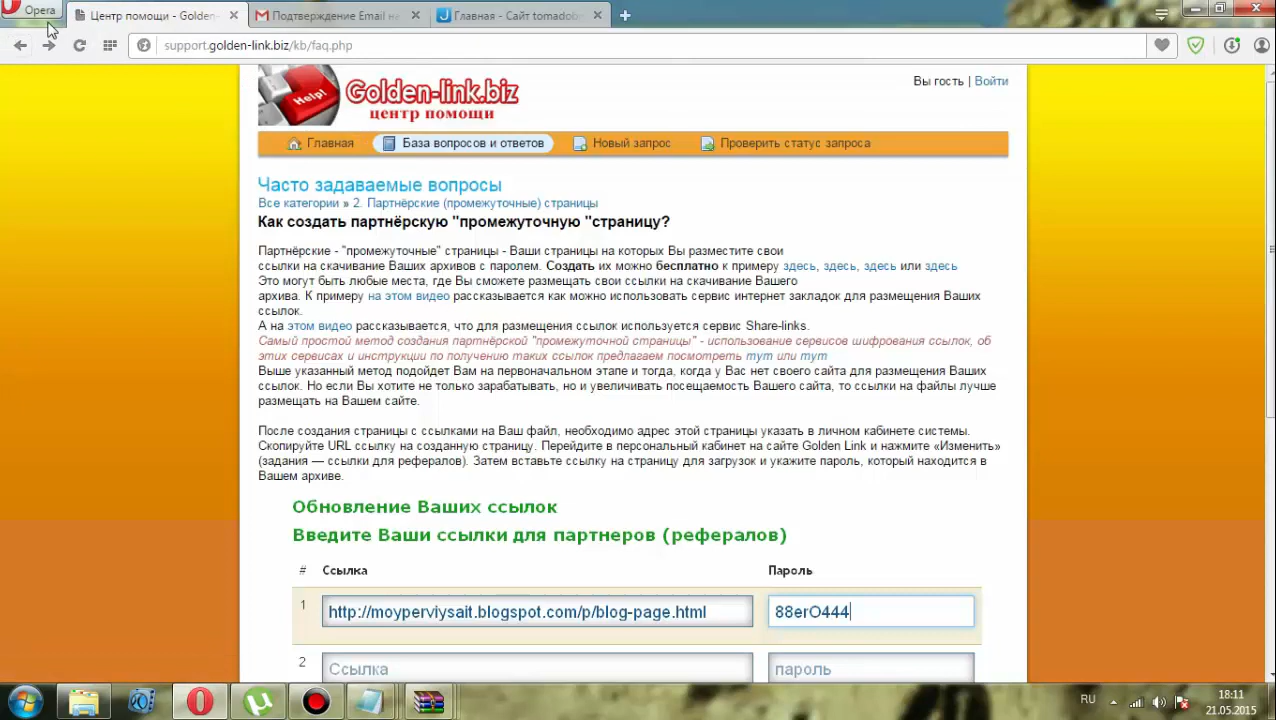 Opera
Центр помощи - Golden-
Подтверждение Email на
Главная - Сайт tomadob
support.golden-link.biz/kb/faq.php
Help!
Golden-link.biz
центр помощи
Вы гость | Войти
Главная
База вопросов и ответов
Новый запрос
Проверить статус запроса
Часто задаваемые вопросы
Все категории » 2. Партнёрские (промежуточные) страницы
Как создать партнёрскую "промежуточную "страницу?
Партнёрские - "промежуточные" страницы - Ваши страницы на которых Вы разместите свои
ссылки на скачивание Ваших архивов с паролем. Создать их можно бесплатно к примеру здесь, здесь, здесь или здесь
Это могут быть любые места, где Вы сможете размещать свои ссылки на скачивание Вашего
архива. К примеру на этом видео рассказывается как можно использовать сервис интернет закладок для размещения Ваших
ссылок.
А на этом видео рассказывается, что для размещения ссылок используется сервис Share-links.
Самый простой метод создания партнёрской "промежуточной страницы" - использование сервисов шифрования ссылок, об
этих сервисах и инструкции по получению таких ссылок предлагаем посмотреть тут или тут
Выше указанный метод подойдет Вам на первоначальном этапе и тогда, когда у Вас нет своего сайта для размещения Ваших
ссылок. Но если Вы хотите не только зарабатывать, но и увеличивать посещаемость Вашего сайта, то ссылки на файлы лучше
размещать на Вашем сайте.
После создания страницы с ссылками на Ваш файл, необходимо адрес этой страницы указать в личном кабинете системы.
Скопируйте URL ссылку на созданную страницу. Перейдите в персональный кабинет на сайте Golden Link и нажмите «Изменить»
(задания — ссылки для рефералов). Затем вставьте ссылку на страницу для загрузок и укажите пароль, который находится в
Вашем архиве.
Обновление Ваших ссылок
Введите Ваши ссылки для партнеров (рефералов)
# Ссылка Пароль
1 http://moyperviysait.blogspot.com/p/blog-page.html 88erO444
2 Ссылка пароль
RU
18:11
21.05.2015